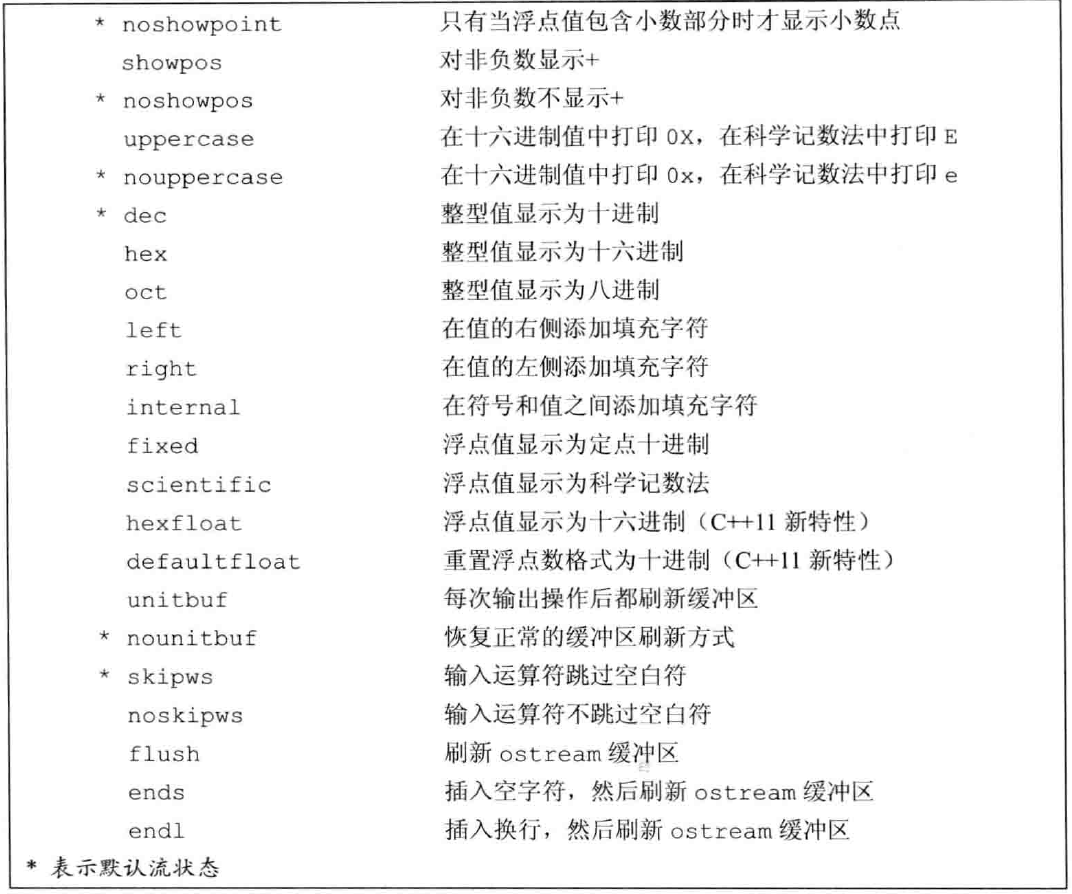 * noshowpoint 只有当浮点值包含小数部分时才显示小数点
showpos 对非负数显示+
* noshowpos 对非负数不显示+
uppercase 在十六进制值中打印 0X，在科学记数法中打印 E
* nouppercase 在十六进制值中打印 0x，在科学记数法中打印 e
* dec 整型值显示为十进制
hex 整型值显示为十六进制
oct 整型值显示为八进制
left 在值的右侧添加填充字符
right 在值的左侧添加填充字符
internal 在符号和值之间添加填充字符
fixed 浮点值显示为定点十进制
scientific 浮点值显示为科学记数法
hexfloat 浮点值显示为十六进制（C++11 新特性）
defaultfloat 重置浮点数格式为十进制（C++11 新特性）
unitbuf 每次输出操作后都刷新缓冲区
* nounitbuf 恢复正常的缓冲区刷新方式
* skipws 输入运算符跳过空白符
noskipws 输入运算符不跳过空白符
flush 刷新 ostream 缓冲区
ends 插入空字符，然后刷新 ostream 缓冲区
endl 插入换行，然后刷新 ostream 缓冲区
* 表示默认流状态